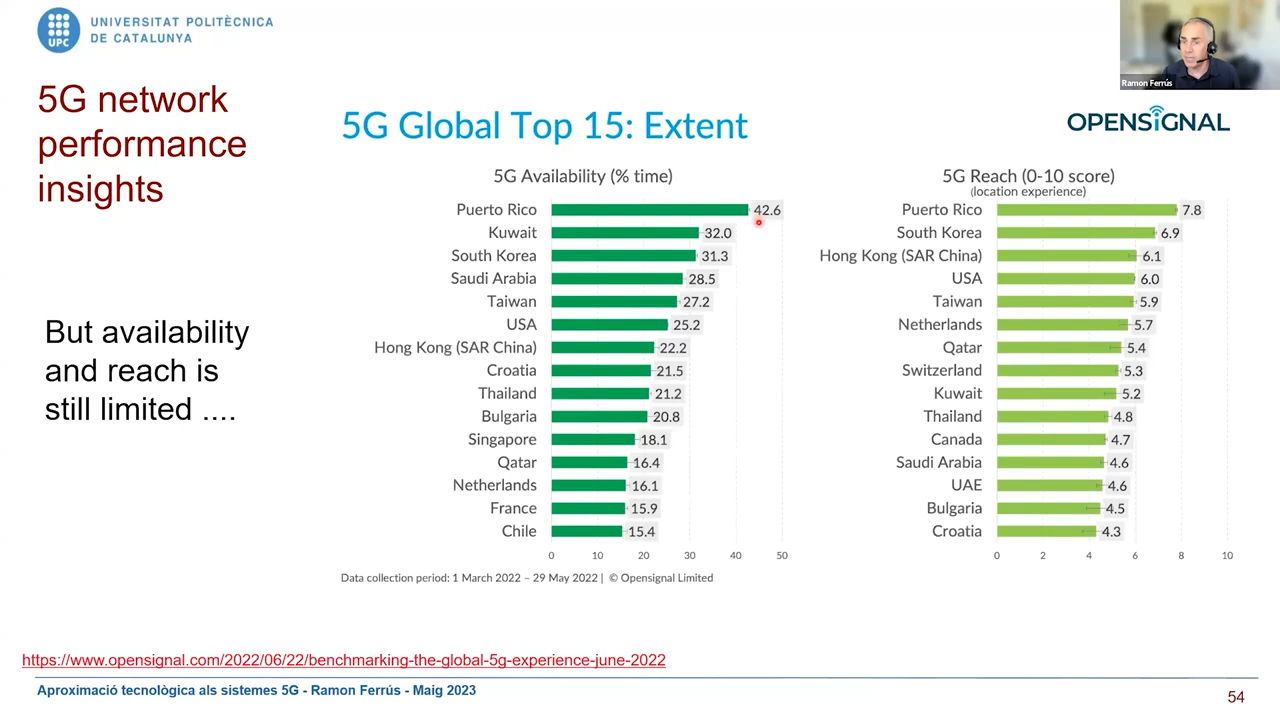 UNIVERSITAT POLITÈCNICA
DE CATALUNYA
UPC
Ramon Ferrús
5G network
performance
insights
But availability
and reach is
still limited ....
5G Global Top 15: Extent
OPENSIGNAL
5G Availability (% time)
Puerto Rico 42.6
Kuwait 32.0
South Korea 31.3
Saudi Arabia 28.5
Taiwan 27.2
USA 25.2
Hong Kong (SAR China) 22.2
Croatia 21.5
Thailand 21.2
Bulgaria 20.8
Singapore 18.1
Qatar 16.4
Netherlands 16.1
France 15.9
Chile 15.4
0 10 20 30 40 50
5G Reach (0-10 score)
(location experience)
Puerto Rico 7.8
South Korea 6.9
Hong Kong (SAR China) 6.1
USA 6.0
Taiwan 5.9
Netherlands 5.7
Qatar 5.4
Switzerland 5.3
Kuwait 5.2
Thailand 4.8
Canada 4.7
Saudi Arabia 4.6
UAE 4.6
Bulgaria 4.5
Croatia 4.3
0 2 4 6 8 10
Data collection period: 1 March 2022 – 29 May 2022 | © Opensignal Limited
https://www.opensignal.com/2022/06/22/benchmarking-the-global-5g-experience-june-2022
Aproximació tecnològica als sistemes 5G - Ramon Ferrús - Maig 2023
54